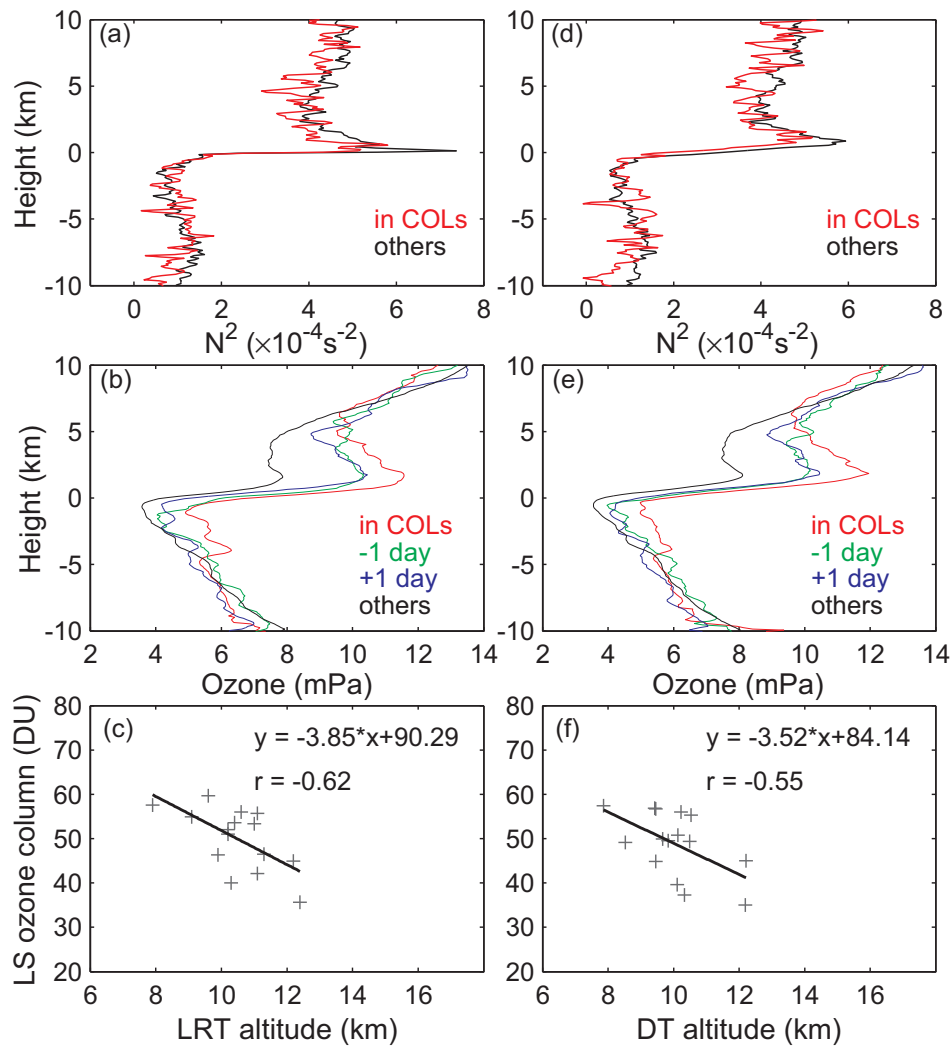 (a)
10
5
0
-5
-10
Height (km)
in COLs
others
0 2 4 6 8
N² (×10⁻⁴s⁻²)
(d)
10
5
0
-5
-10
in COLs
others
0 2 4 6 8
N² (×10⁻⁴s⁻²)
(b)
10
5
0
-5
-10
Height (km)
in COLs
-1 day
+1 day
others
2 4 6 8 10 12 14
Ozone (mPa)
(e)
10
5
0
-5
-10
in COLs
-1 day
+1 day
others
2 4 6 8 10 12 14
Ozone (mPa)
(c)
80
70
60
50
40
30
20
LS ozone column (DU)
y = -3.85*x+90.29
r = -0.62
6 8 10 12 14 16
LRT altitude (km)
(f)
80
70
60
50
40
30
20
y = -3.52*x+84.14
r = -0.55
6 8 10 12 14 16
DT altitude (km)